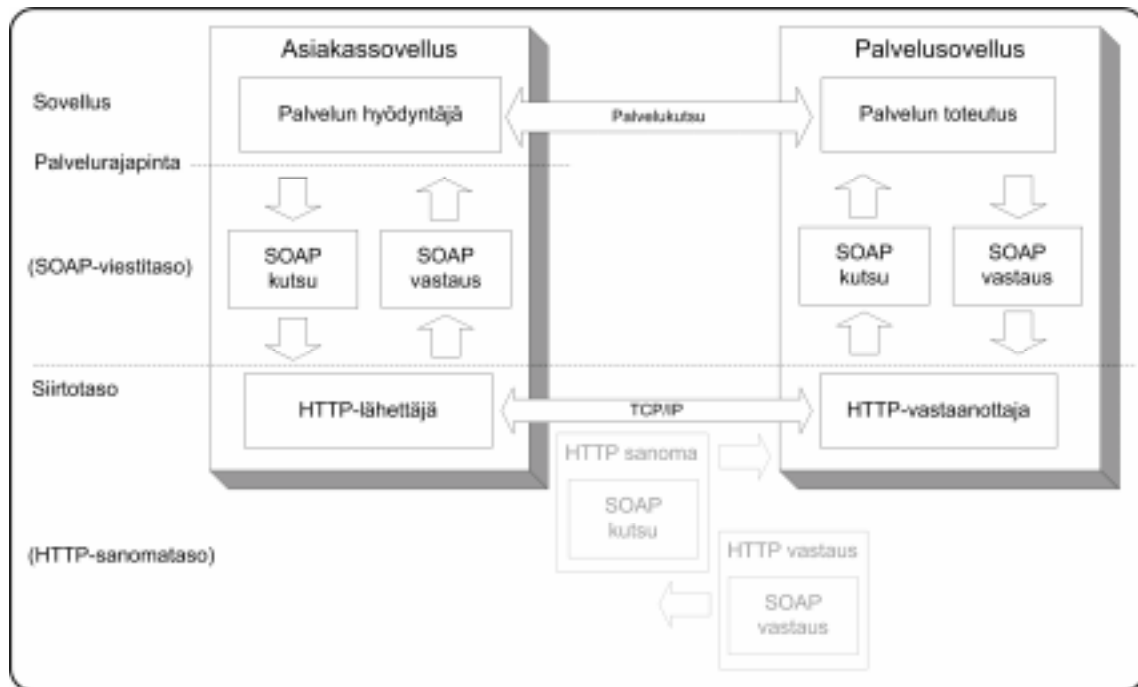 Asiakassovellus
Palvelusovellus
Sovellus
Palvelun hyödyntäjä
Palvelukutsu
Palvelun toteutus
Palvelurajapinta
(SOAP-viestitaso)
SOAP
kutsu
SOAP
vastaus
SOAP
kutsu
SOAP
vastaus
Siirtotaso
HTTP-lähettäjä
TCP/IP
HTTP-vastaanottaja
HTTP sanoma
SOAP
kutsu
(HTTP-sanomataso)
HTTP vastaus
SOAP
vastaus